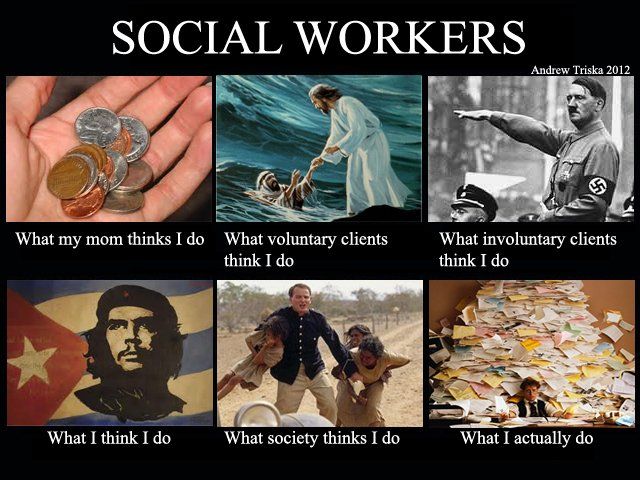 SOCIAL WORKERS
Andrew Triska 2012
What my mom thinks I do
What voluntary clients
think I do
What involuntary clients
think I do
What I think I do
What society thinks I do
What I actually do